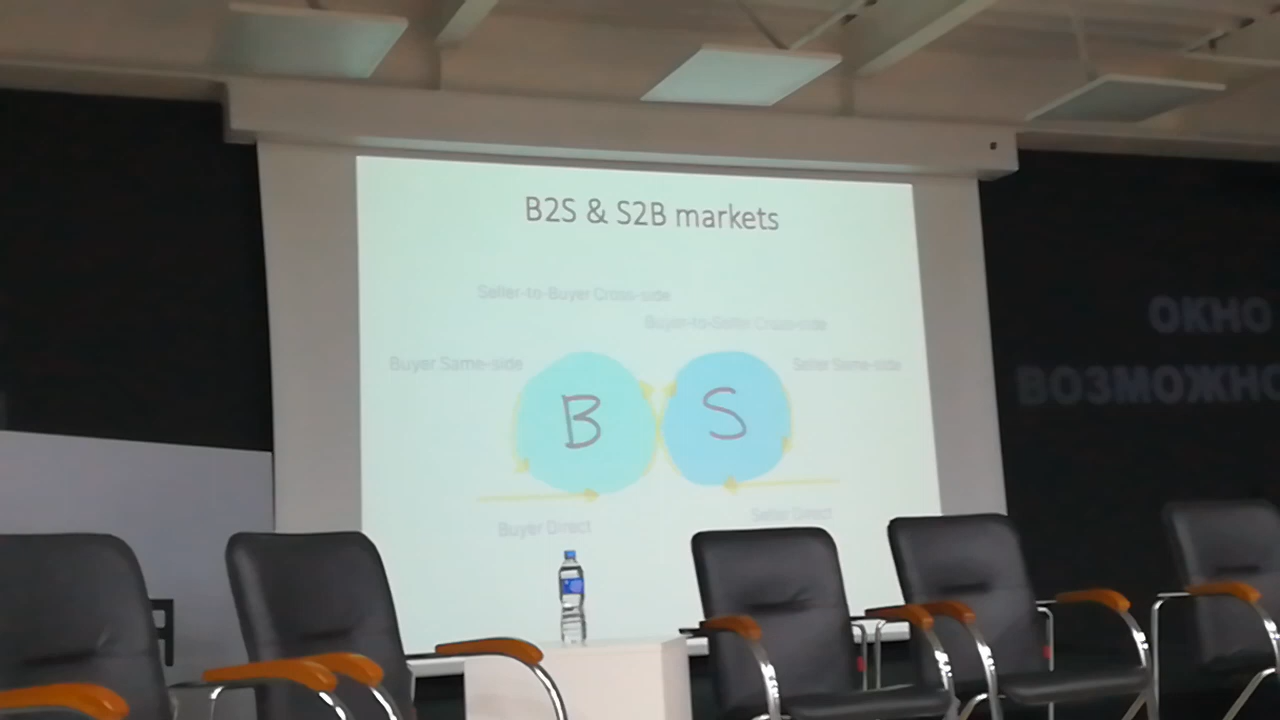 B2S & S2B markets
Seller-to-Buyer Cross-side
Buyer-to-Seller Cross-side
Buyer Same-side
Seller Same-side
B
S
Buyer Direct
Seller Direct
ОКНО
ВОЗМОЖНО